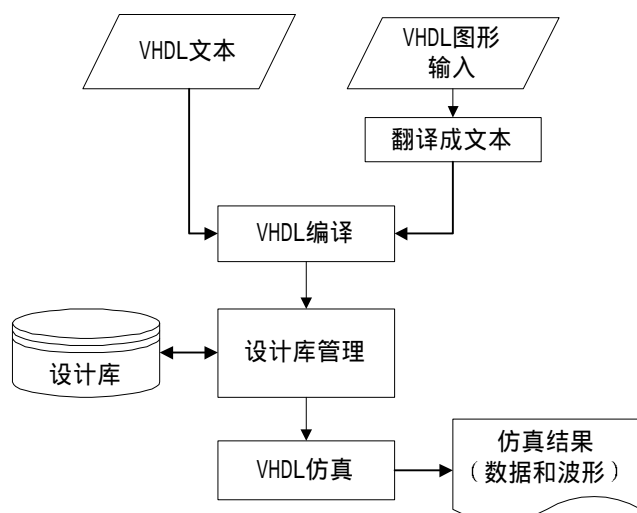 VHDL文本
VHDL图形
输入
翻译成文本
VHDL编译
设计库管理
设计库
VHDL仿真
仿真结果
（数据和波形）